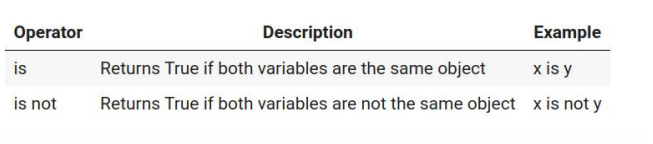 Operator Description Example
is Returns True if both variables are the same object x is y
is not Returns True if both variables are not the same object x is not y